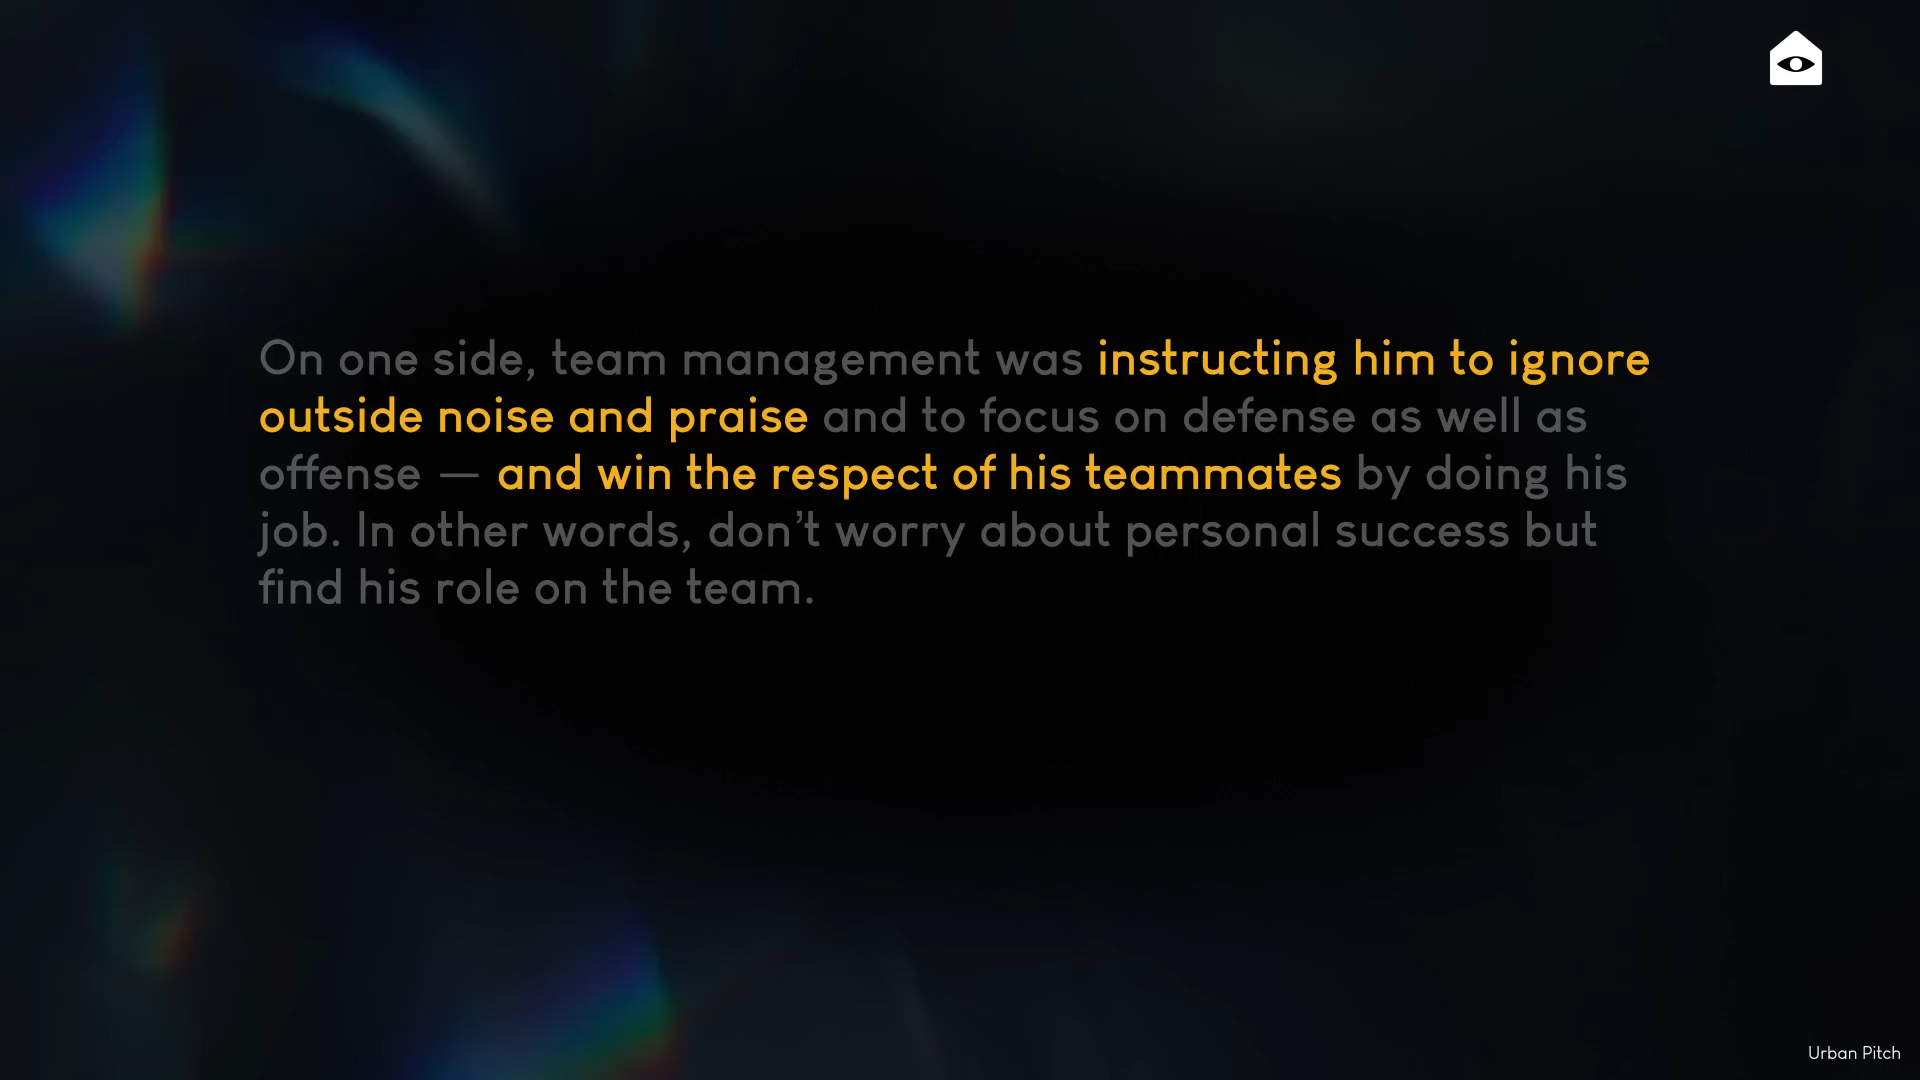 On one side, team management was instructing him to ignore
outside noise and praise and to focus on defense as well as
offense — and win the respect of his teammates by doing his
job. In other words, don’t worry about personal success but
find his role on the team.
Urban Pitch